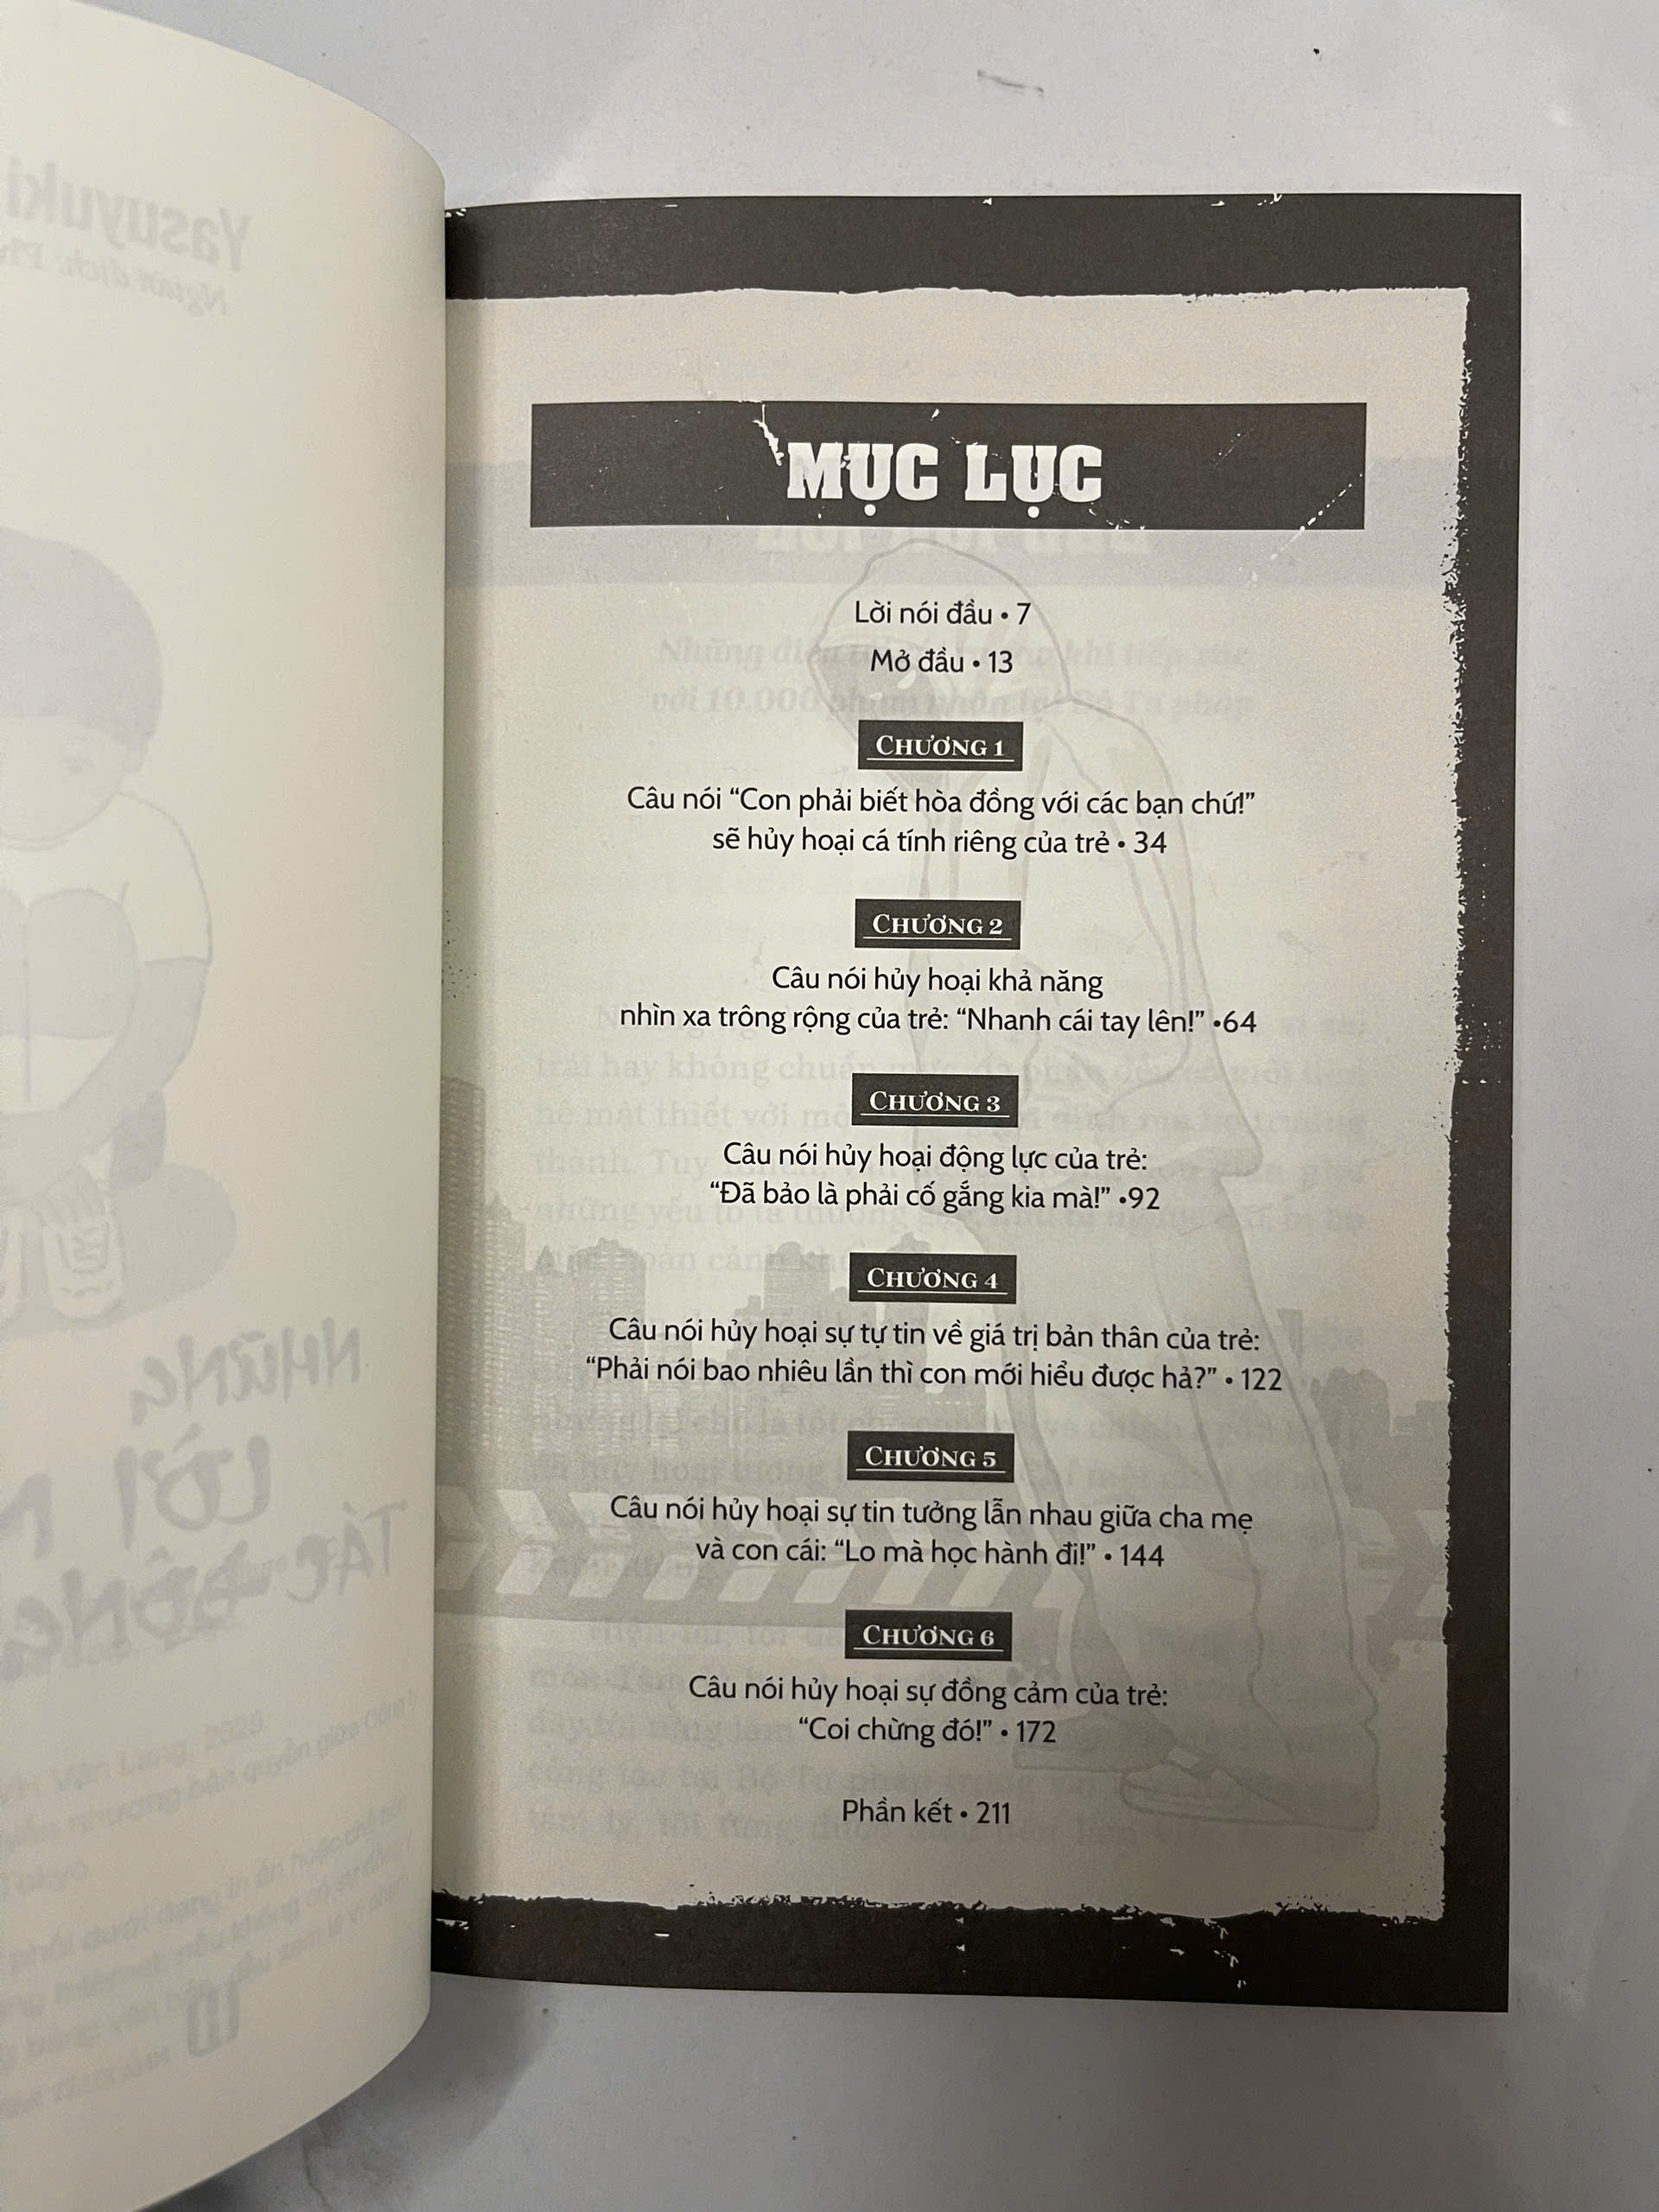 MỤC LỤC
Lời nói đầu • 7
Mở đầu • 13
CHƯƠNG 1
Câu nói “Con phải biết hòa đồng với các bạn chứ!”
sẽ hủy hoại cá tính riêng của trẻ • 34
CHƯƠNG 2
Câu nói hủy hoại khả năng
nhìn xa trông rộng của trẻ: “Nhanh cái tay lên!” •64
CHƯƠNG 3
Câu nói hủy hoại động lực của trẻ:
“Đã bảo là phải cố gắng kia mà!” •92
CHƯƠNG 4
Câu nói hủy hoại sự tự tin về giá trị bản thân của trẻ:
“Phải nói bao nhiêu lần thì con mới hiểu được hả?” • 122
CHƯƠNG 5
Câu nói hủy hoại sự tin tưởng lẫn nhau giữa cha mẹ
và con cái: “Lo mà học hành đi!” • 144
CHƯƠNG 6
Câu nói hủy hoại sự đồng cảm của trẻ:
“Coi chừng đó!” • 172
Phần kết • 211